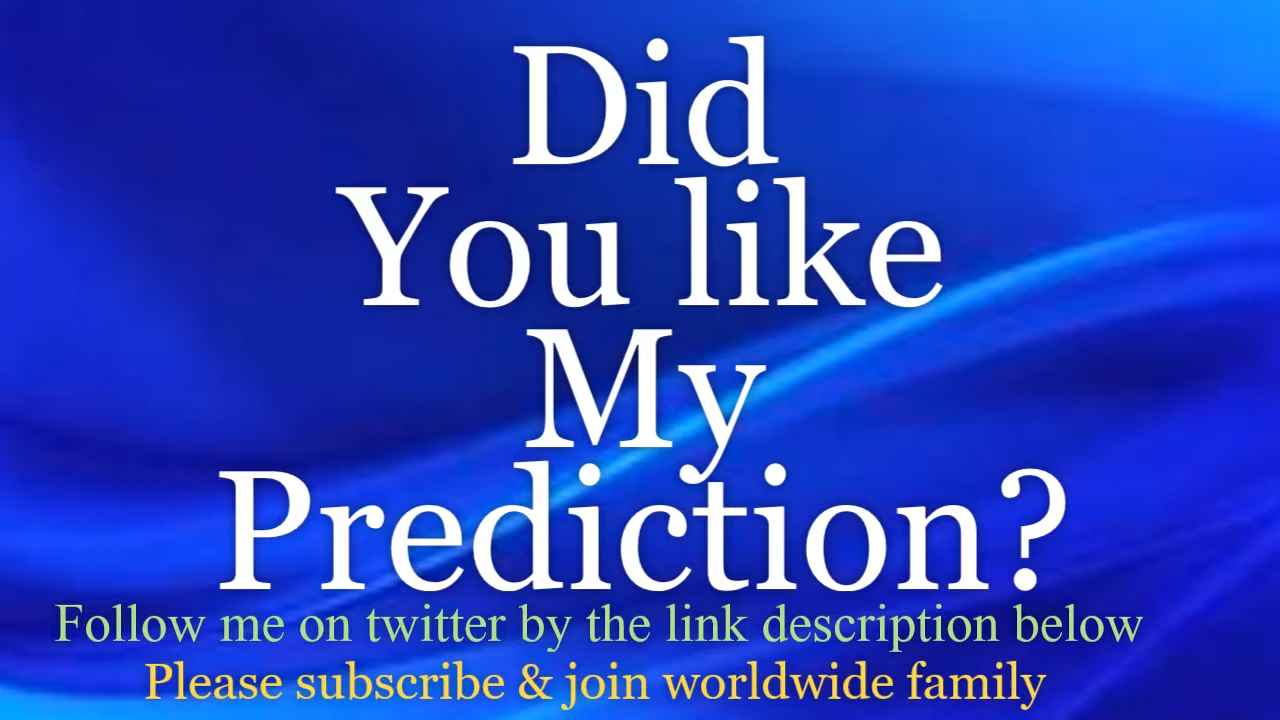 Did
You like
My
Prediction?
Follow me on twitter by the link description below
Please subscribe & join worldwide family